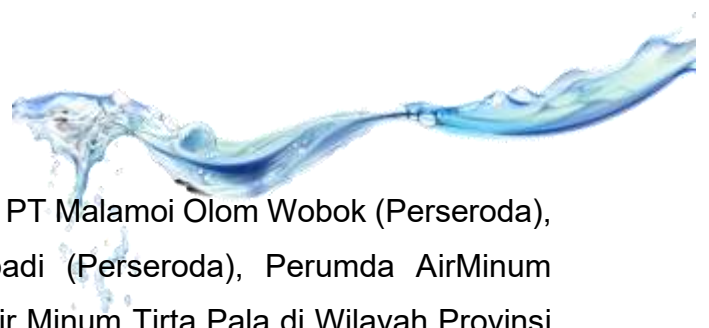 PT Malamoi Olom Wobok (Perseroda),
(Perseroda), Perumda AirMinum
Minum Tirta Pala di Wilayah Provinsi